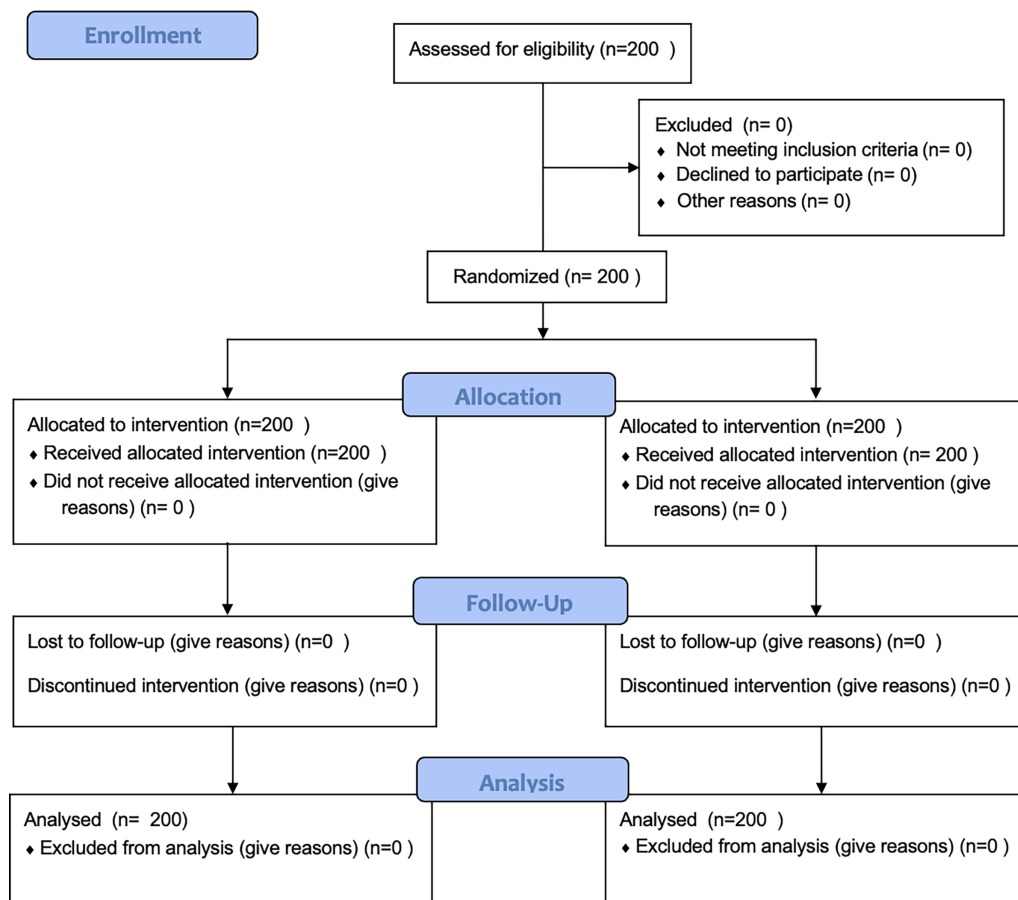 Enrollment
Assessed for eligibility (n=200  )
Excluded  (n= 0)
♦ Not meeting inclusion criteria (n= 0)
♦ Declined to participate (n= 0)
♦ Other reasons (n= 0)
Randomized (n= 200 )
Allocation
Allocated to intervention (n=200  )
♦ Received allocated intervention (n=200  )
♦ Did not receive allocated intervention (give
reasons) (n= 0 )
Allocated to intervention (n=200  )
♦ Received allocated intervention (n= 200 )
♦ Did not receive allocated intervention (give
reasons) (n= 0 )
Follow-Up
Lost to follow-up (give reasons) (n=0  )
Discontinued intervention (give reasons) (n=0 )
Lost to follow-up (give reasons) (n=0  )
Discontinued intervention (give reasons) (n=0 )
Analysis
Analysed  (n=  200)
♦ Excluded from analysis (give reasons) (n=0 )
Analysed  (n=200  )
♦ Excluded from analysis (give reasons) (n=0 )